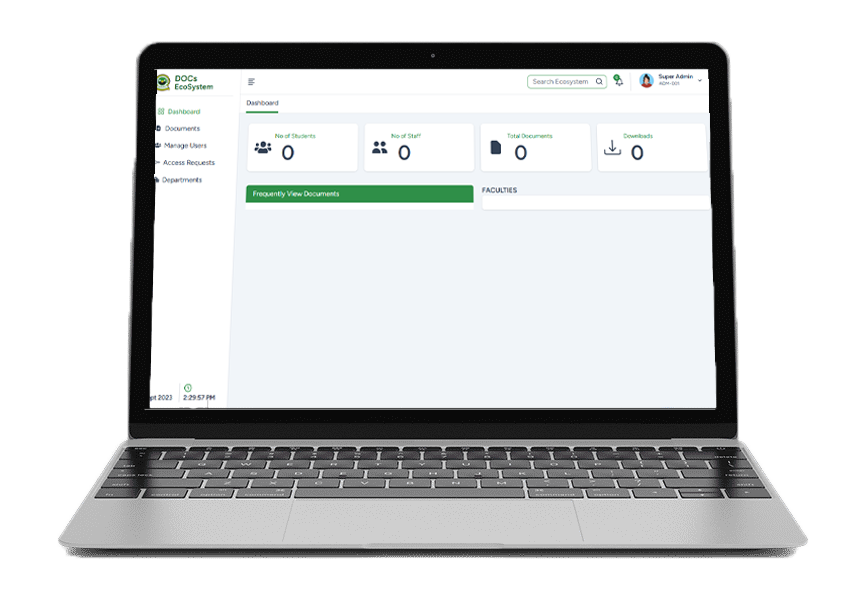 DOCs
EcoSystem
Search Ecosystem
Super Admin
ADM-001
Dashboard
Dashboard
Documents
Manage Users
Access Requests
Departments
No of Students
0
No of Staff
0
Total Documents
0
Downloads
0
Frequently View Documents
FACULTIES
2023
2:29:57 PM